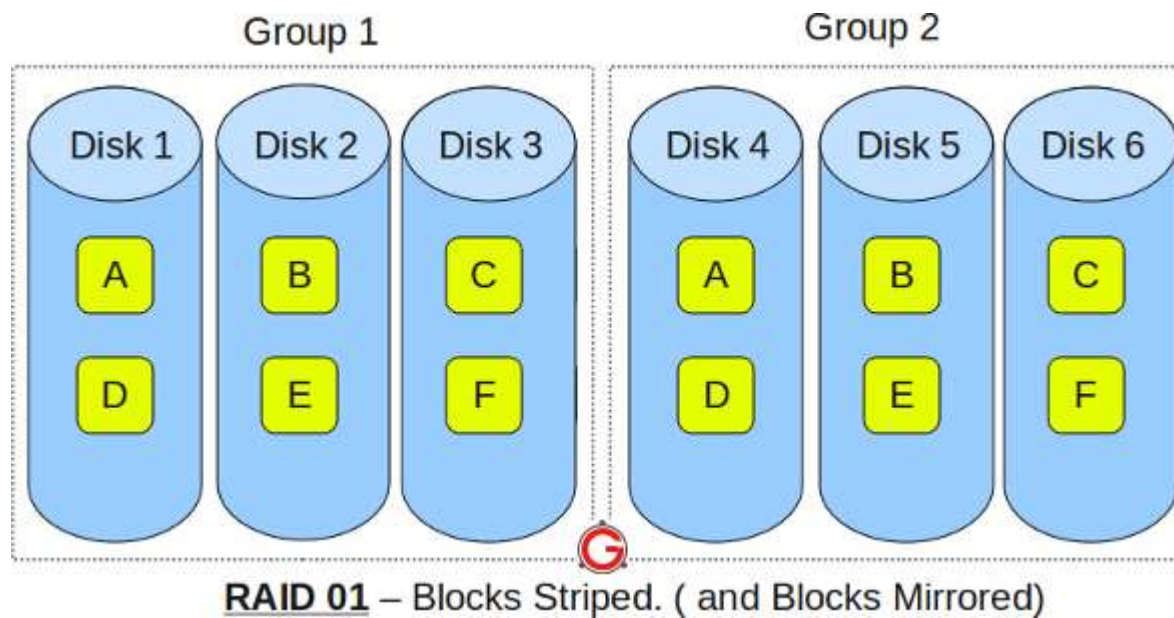 Group 1 Group 2
Disk 1 Disk 2 Disk 3 Disk 4 Disk 5 Disk 6
A B C A B C
D E F D E F
G
RAID 01 – Blocks Striped. ( and Blocks Mirrored)